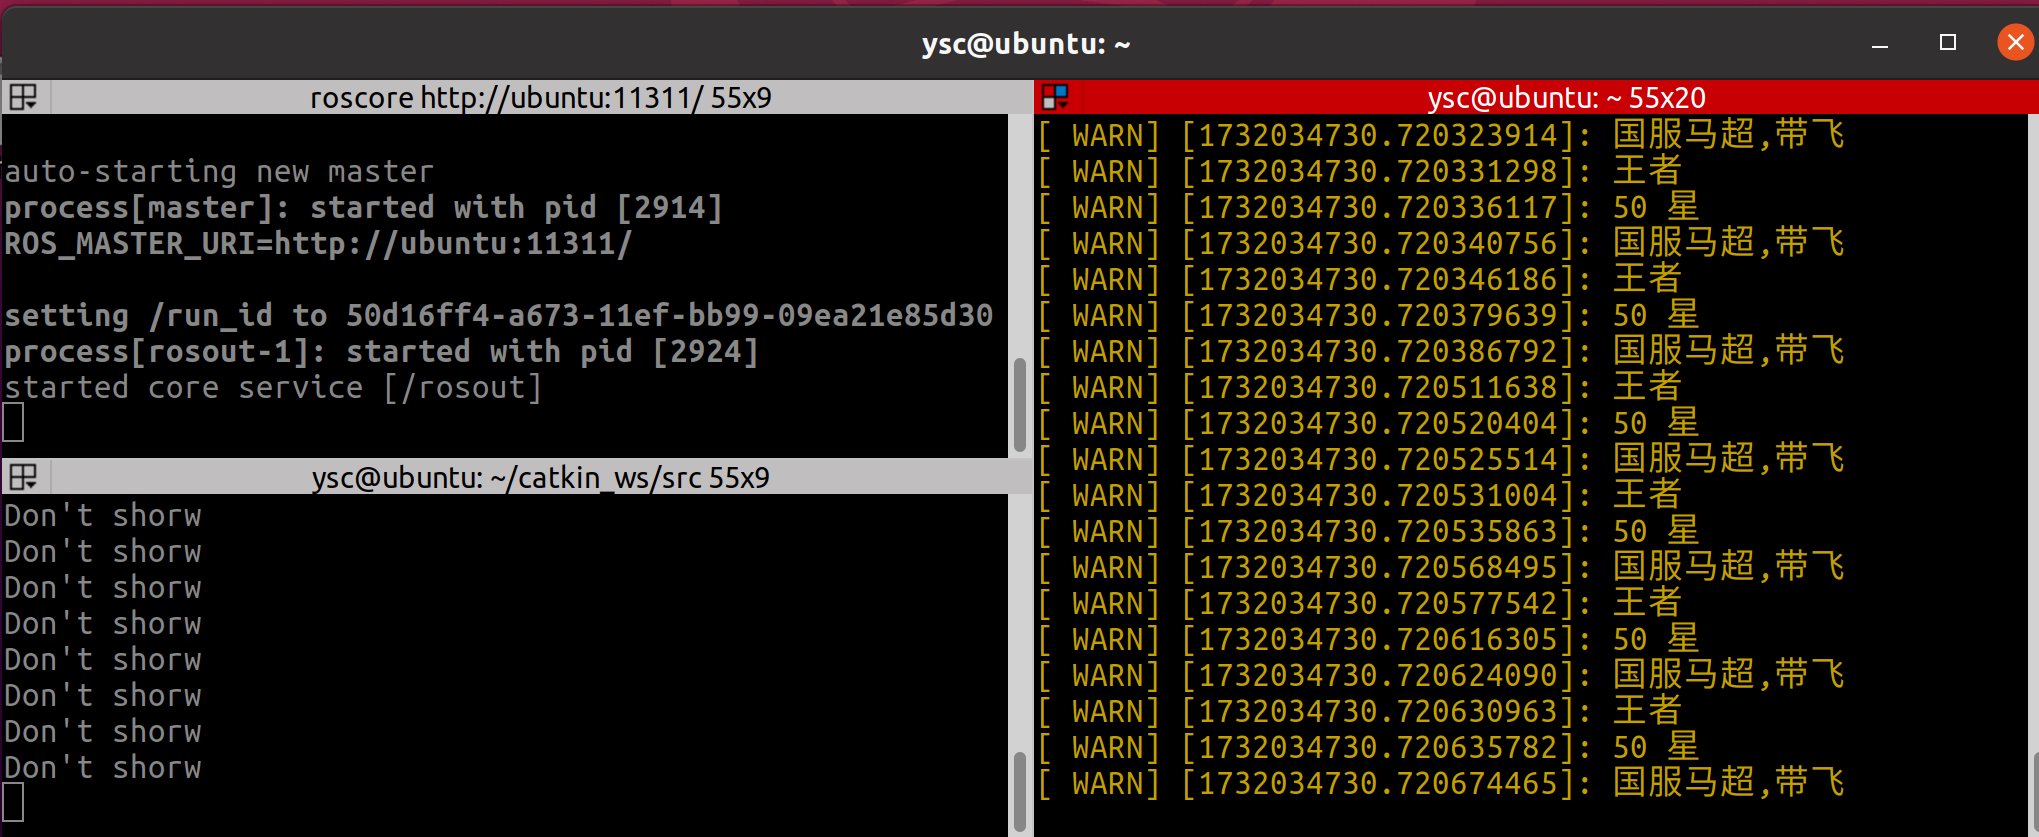 ysc@ubuntu: ~
roscore http://ubuntu:11311/ 55x9
auto-starting new master
process[master]: started with pid [2914]
ROS_MASTER_URI=http://ubuntu:11311/
setting /run_id to 50d16ff4-a673-11ef-bb99-09ea21e85d30
process[rosout-1]: started with pid [2924]
started core service [/rosout]
ysc@ubuntu: ~/catkin_ws/src 55x9
Don't shorw
Don't shorw
Don't shorw
Don't shorw
Don't shorw
Don't shorw
Don't shorw
Don't shorw
ysc@ubuntu: ~ 55x20
[ WARN] [1732034730.720323914]: 国服马超,带飞
[ WARN] [1732034730.720331298]: 王者
[ WARN] [1732034730.720336117]: 50 星
[ WARN] [1732034730.720340756]: 国服马超,带飞
[ WARN] [1732034730.720346186]: 王者
[ WARN] [1732034730.720379639]: 50 星
[ WARN] [1732034730.720386792]: 国服马超,带飞
[ WARN] [1732034730.720511638]: 王者
[ WARN] [1732034730.720520404]: 50 星
[ WARN] [1732034730.720525514]: 国服马超,带飞
[ WARN] [1732034730.720531004]: 王者
[ WARN] [1732034730.720535863]: 50 星
[ WARN] [1732034730.720568495]: 国服马超,带飞
[ WARN] [1732034730.720577542]: 王者
[ WARN] [1732034730.720616305]: 50 星
[ WARN] [1732034730.720624090]: 国服马超,带飞
[ WARN] [1732034730.720630963]: 王者
[ WARN] [1732034730.720635782]: 50 星
[ WARN] [1732034730.720674465]: 国服马超,带飞